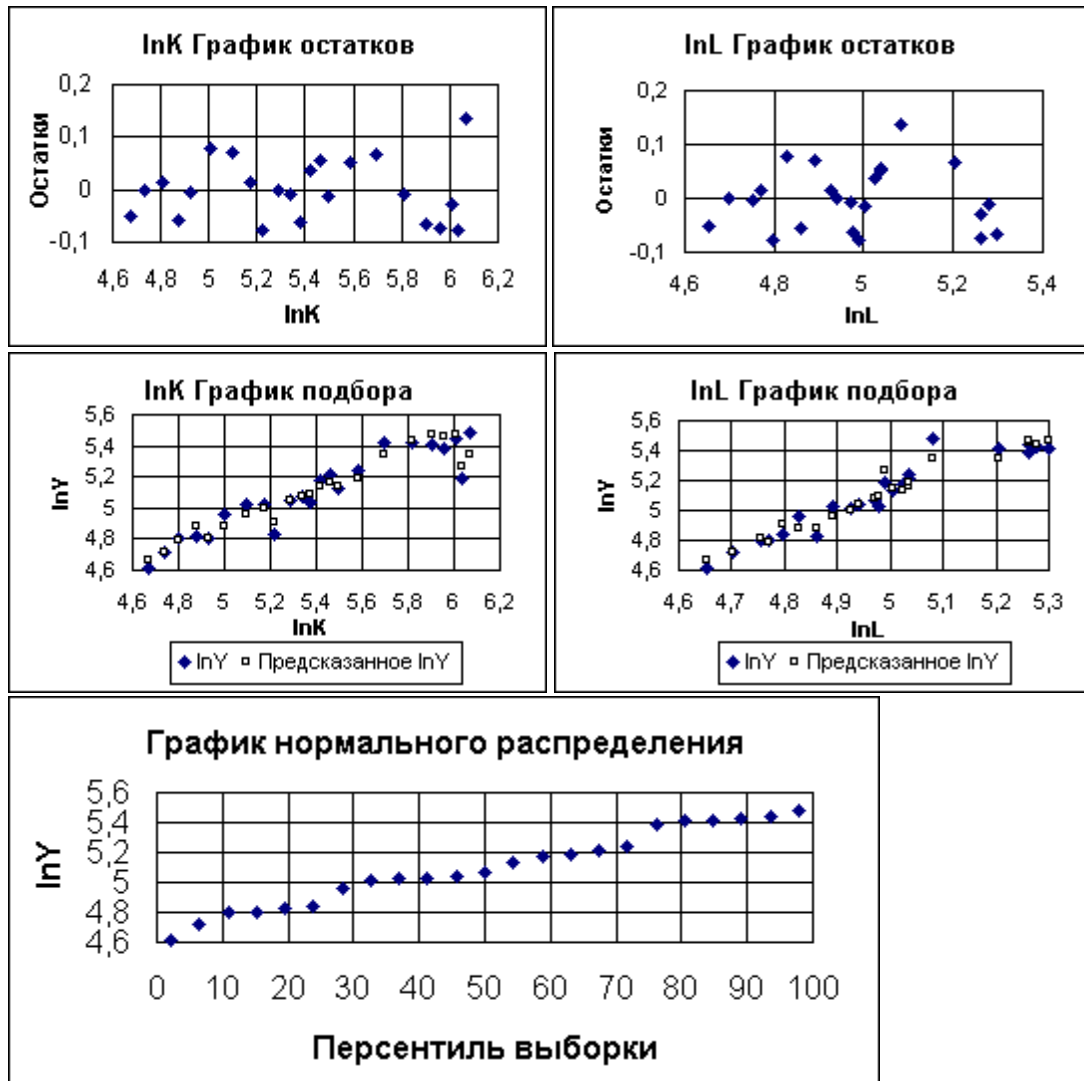 lnK График остатков
Остатки
0,2
0,1
0
-0,1
4,6 4,8 5 5,2 5,4 5,6 5,8 6 6,2
lnK
lnL График остатков
Остатки
0,2
0,1
0
-0,1
4,6 4,8 5 5,2 5,4
lnL
lnK График подбора
lnY
5,6
5,4
5,2
5
4,8
4,6
4,6 4,8 5 5,2 5,4 5,6 5,8 6 6,2
lnK
lnY Предсказанное lnY
lnL График подбора
lnY
5,6
5,4
5,2
5
4,8
4,6
4,6 4,7 4,8 4,9 5 5,1 5,2 5,3
lnL
lnY Предсказанное lnY
График нормального распределения
lnY
5,6
5,4
5,2
5
4,8
4,6
0 10 20 30 40 50 60 70 80 90 100
Персентиль выборки